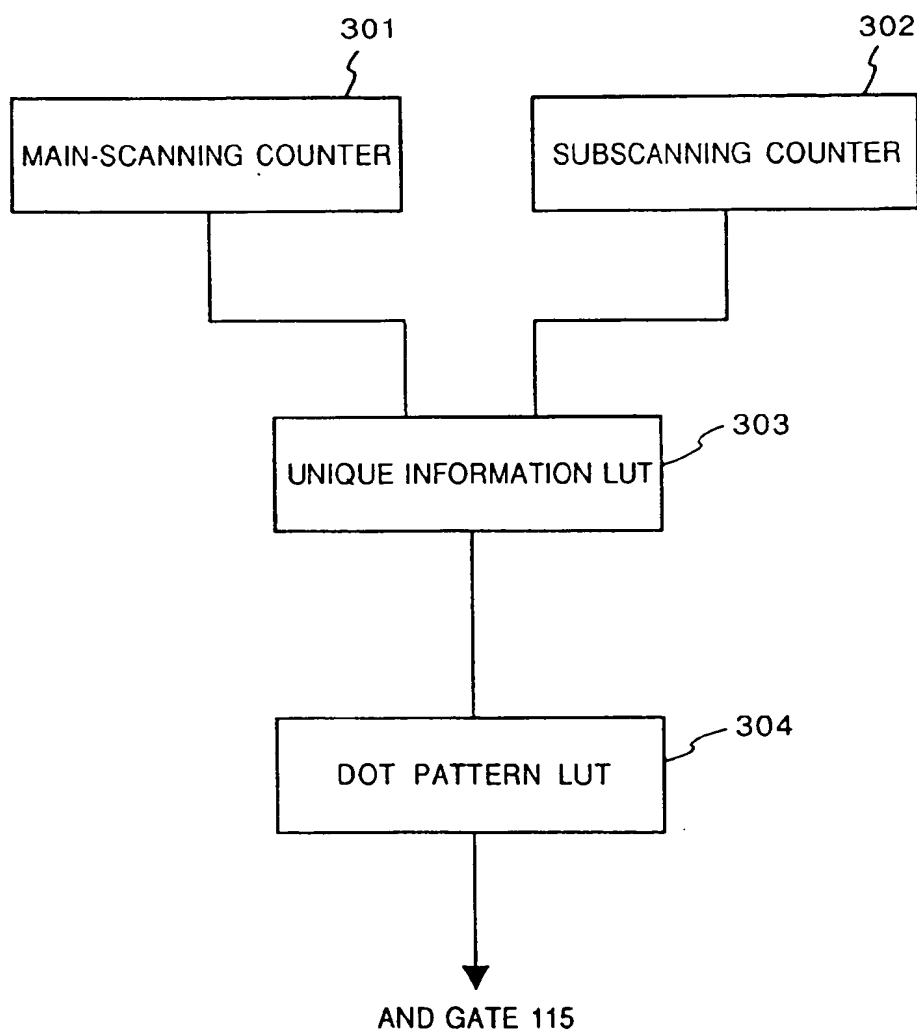 301
302
MAIN-SCANNING COUNTER
SUBSCANNING COUNTER
303
UNIQUE INFORMATION LUT
304
DOT PATTERN LUT
AND GATE 115